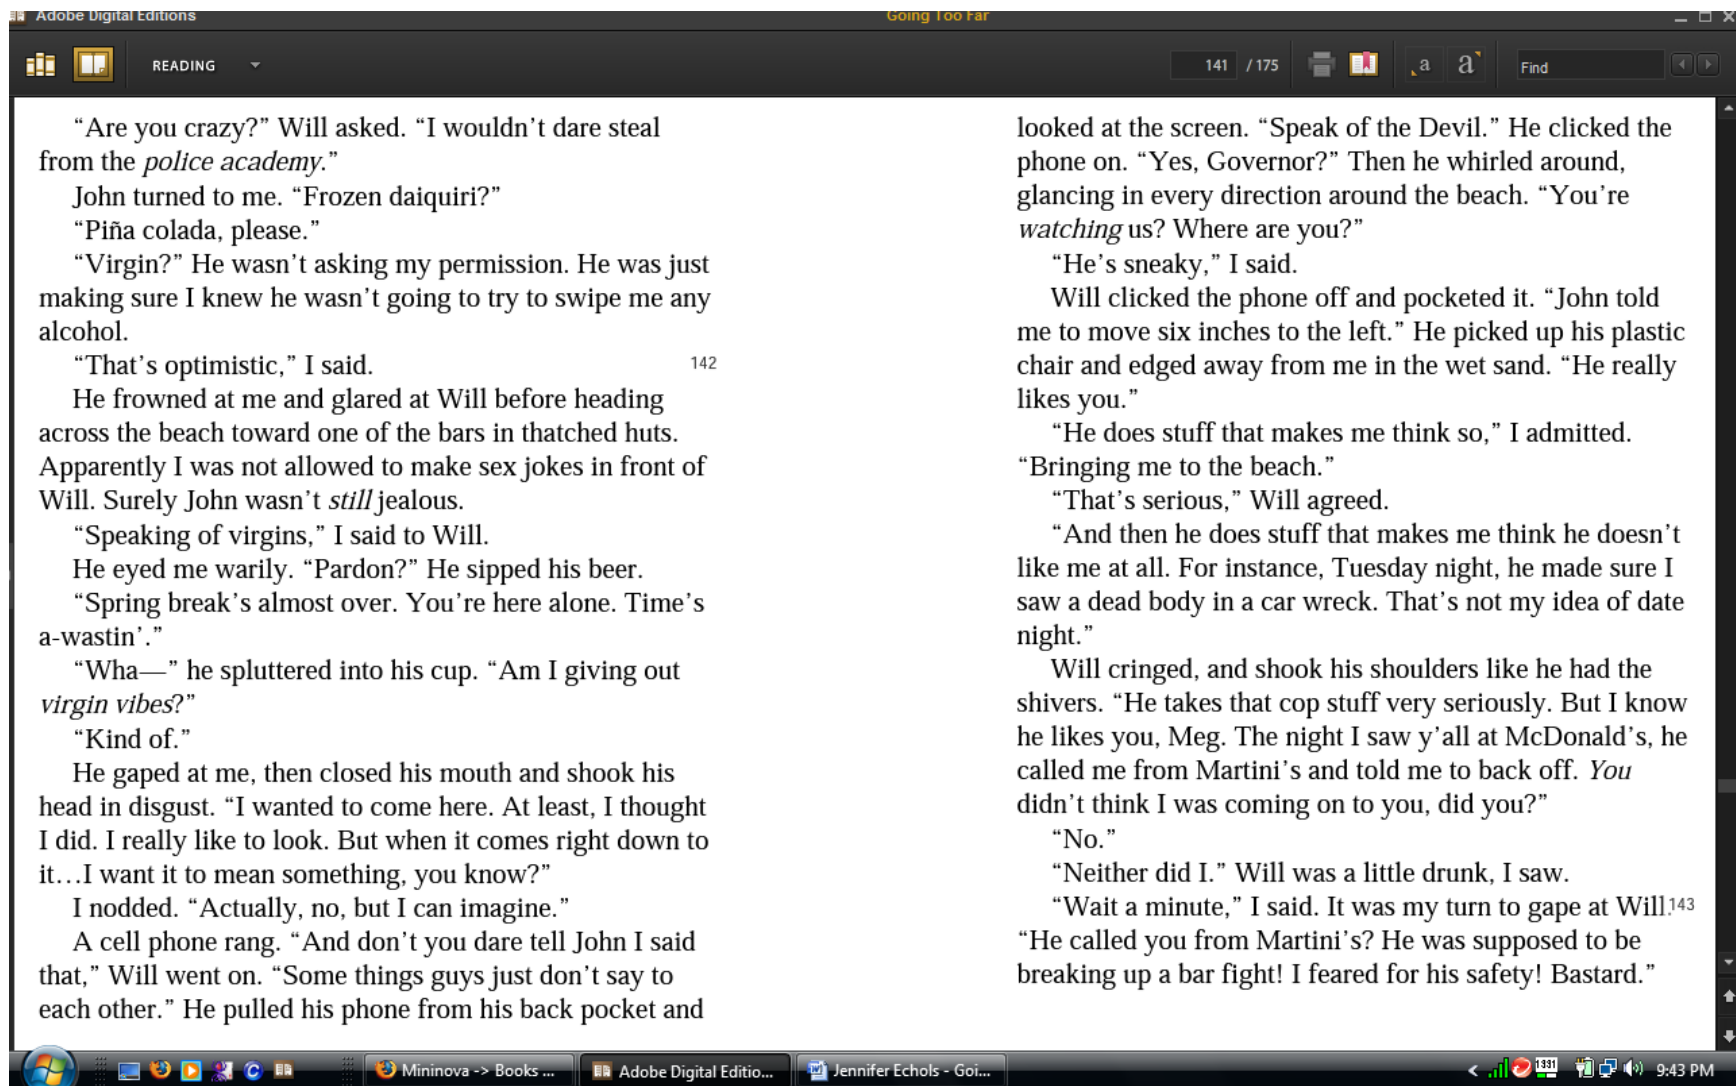 Adobe Digital Editions
Going Too Far
READING
141 / 175
a
a
Find
“Are you crazy?” Will asked. “I wouldn’t dare steal
from the police academy.”
John turned to me. “Frozen daiquiri?”
“Piña colada, please.”
“Virgin?” He wasn’t asking my permission. He was just
making sure I knew he wasn’t going to try to swipe me any
alcohol.
“That’s optimistic,” I said. 142
He frowned at me and glared at Will before heading
across the beach toward one of the bars in thatched huts.
Apparently I was not allowed to make sex jokes in front of
Will. Surely John wasn’t still jealous.
“Speaking of virgins,” I said to Will.
He eyed me warily. “Pardon?” He sipped his beer.
“Spring break’s almost over. You’re here alone. Time’s
a-wastin’.”
“Wha—” he spluttered into his cup. “Am I giving out
virgin vibes?”
“Kind of.”
He gaped at me, then closed his mouth and shook his
head in disgust. “I wanted to come here. At least, I thought
I did. I really like to look. But when it comes right down to
it…I want it to mean something, you know?”
I nodded. “Actually, no, but I can imagine.”
A cell phone rang. “And don’t you dare tell John I said
that,” Will went on. “Some things guys just don’t say to
each other.” He pulled his phone from his back pocket and
looked at the screen. “Speak of the Devil.” He clicked the
phone on. “Yes, Governor?” Then he whirled around,
glancing in every direction around the beach. “You’re
watching us? Where are you?”
“He’s sneaky,” I said.
Will clicked the phone off and pocketed it. “John told
me to move six inches to the left.” He picked up his plastic
chair and edged away from me in the wet sand. “He really
likes you.”
“He does stuff that makes me think so,” I admitted.
“Bringing me to the beach.”
“That’s serious,” Will agreed.
“And then he does stuff that makes me think he doesn’t
like me at all. For instance, Tuesday night, he made sure I
saw a dead body in a car wreck. That’s not my idea of date
night.”
Will cringed, and shook his shoulders like he had the
shivers. “He takes that cop stuff very seriously. But I know
he likes you, Meg. The night I saw y’all at McDonald’s, he
called me from Martini’s and told me to back off. You
didn’t think I was coming on to you, did you?”
“No.”
“Neither did I.” Will was a little drunk, I saw.
“Wait a minute,” I said. It was my turn to gape at Will. 143
“He called you from Martini’s? He was supposed to be
breaking up a bar fight! I feared for his safety! Bastard.”
Mininova -> Books ...
Adobe Digital Editio...
Jennifer Echols - Goi...
1331
9:43 PM